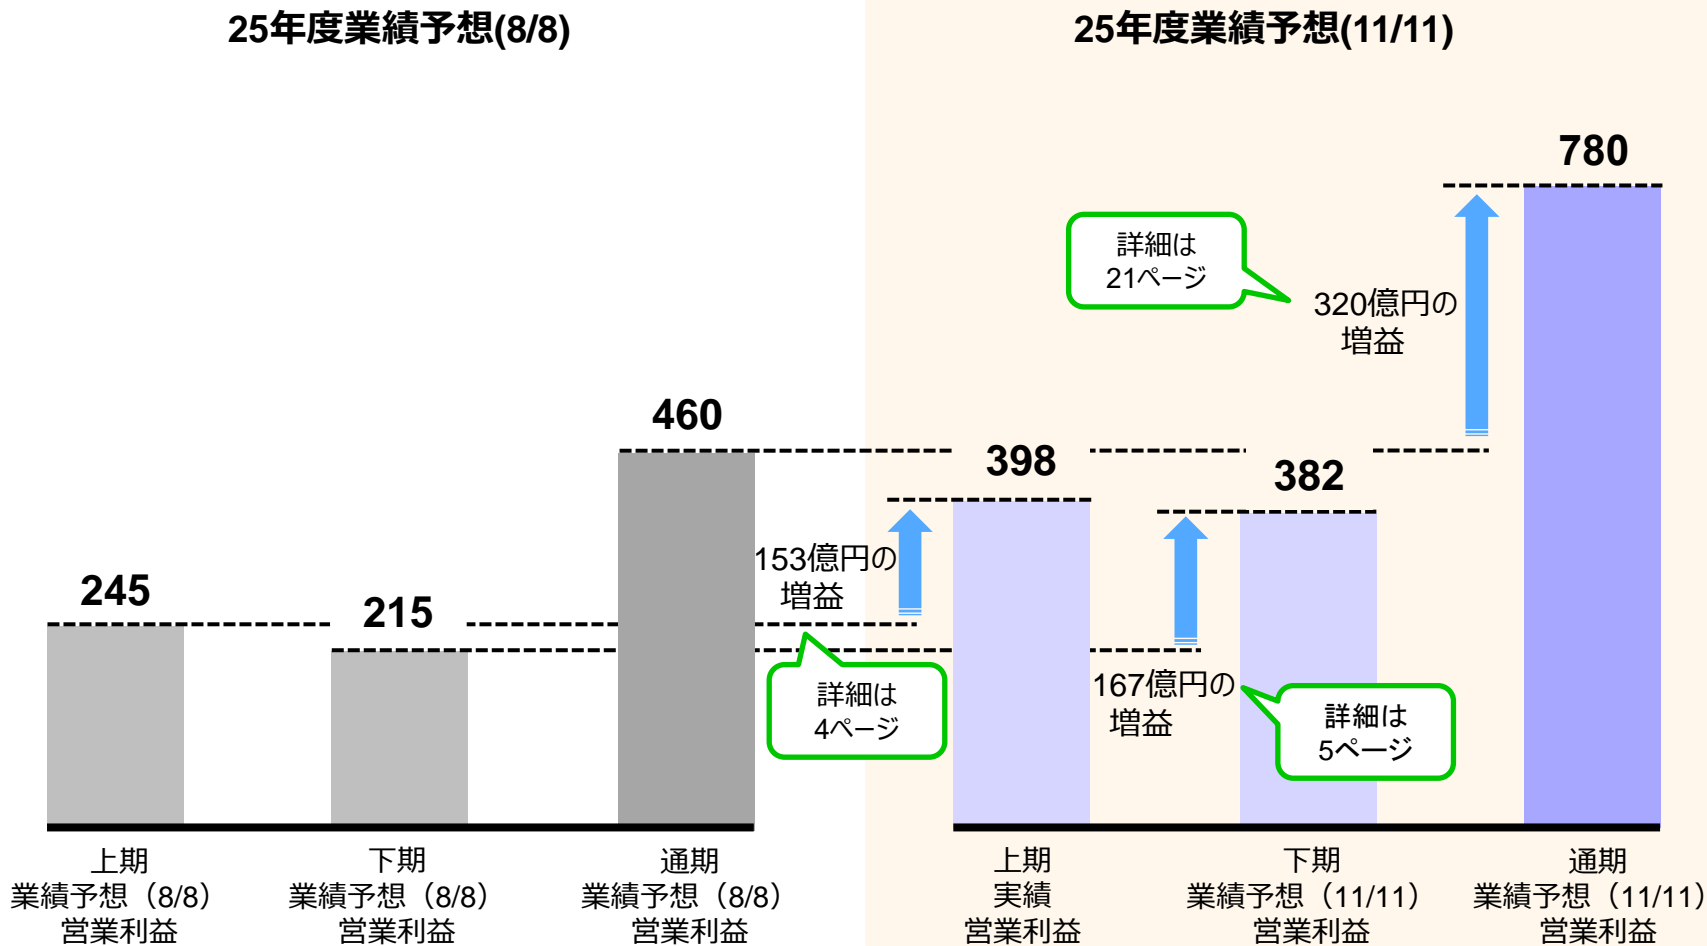 25年度業績予想(8/8)
25年度業績予想(11/11)
245
215
460
153億円の
増益
詳細は
4ページ
398
167億円の
増益
詳細は
5ページ
382
詳細は
21ページ
320億円の
増益
780
上期
業績予想（8/8）
営業利益
下期
業績予想（8/8）
営業利益
通期
業績予想（8/8）
営業利益
上期
実績
営業利益
下期
業績予想（11/11）
営業利益
通期
業績予想（11/11）
営業利益